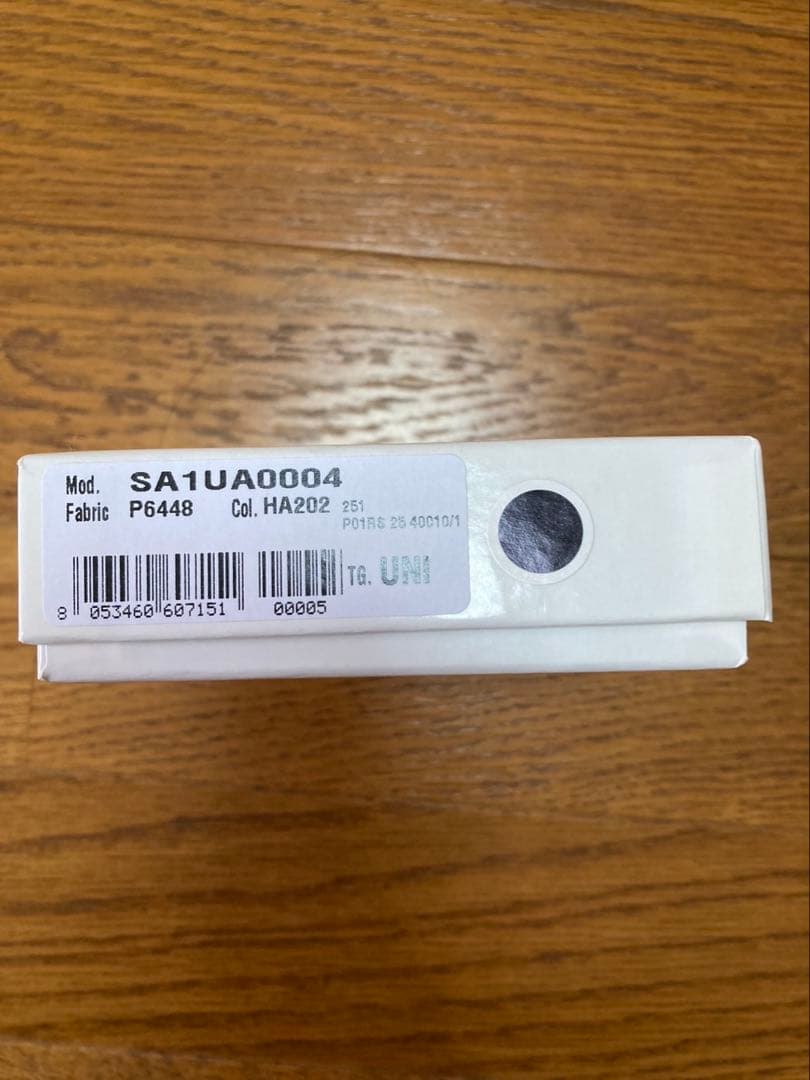 Mod. SA1UA0004
Fabric P6448 Col. HA202 251
P01RS 25 40010/1
TG. UNI
8 053460 607151 00005